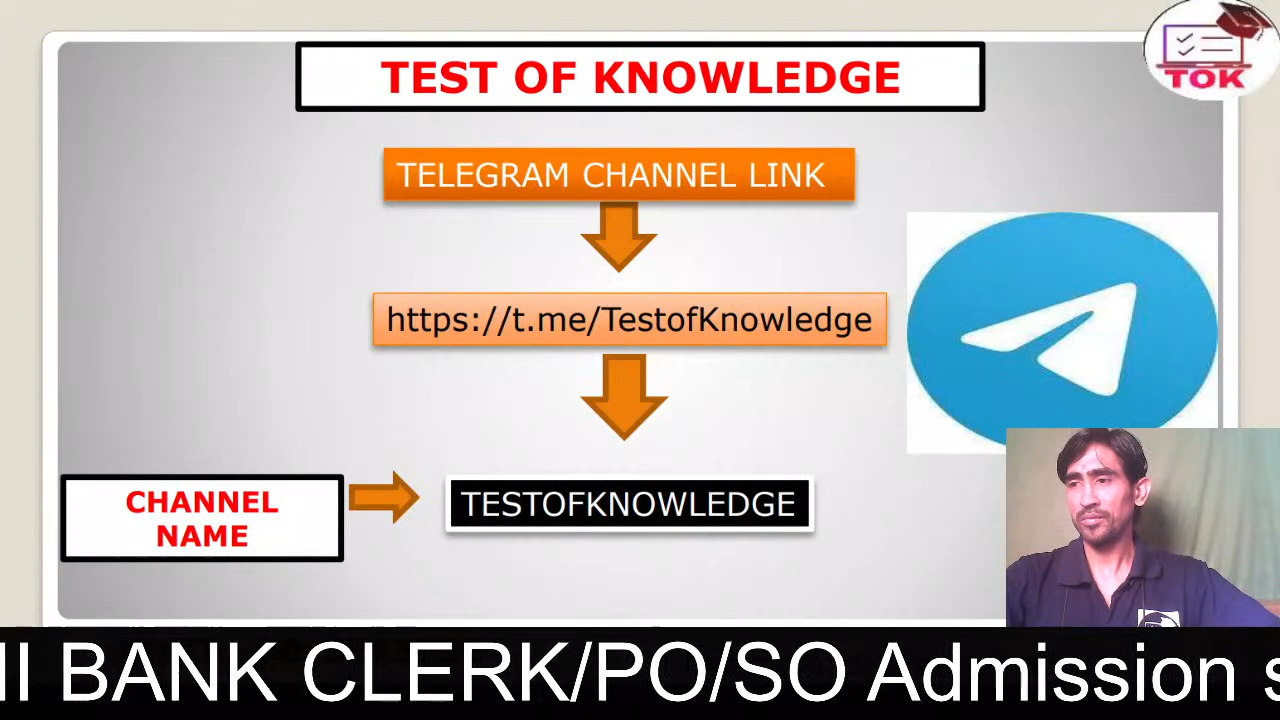 TEST OF KNOWLEDGE
TOK
TELEGRAM CHANNEL LINK
https://t.me/TestofKnowledge
CHANNEL
NAME
TESTOFKNOWLEDGE
BANK CLERK/PO/SO Admission